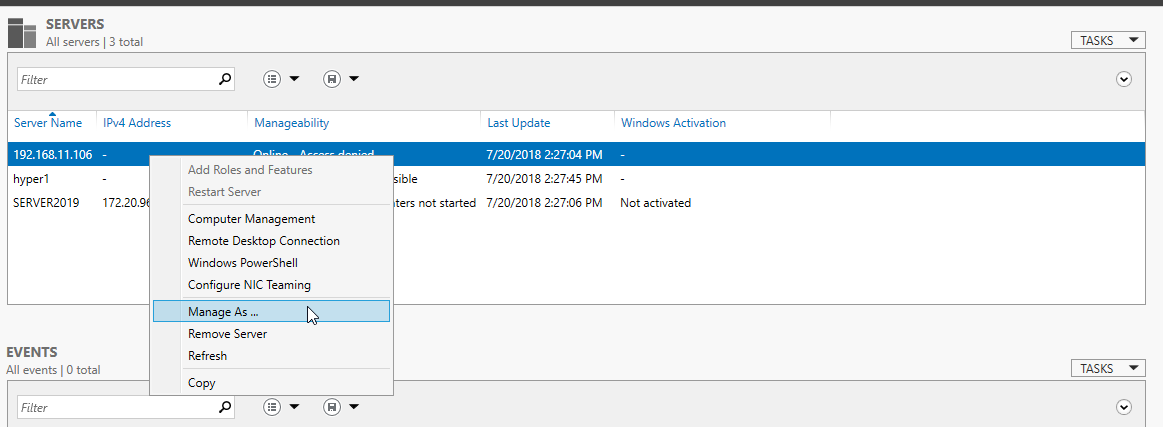 SERVERS
All servers | 3 total
TASKS
Filter
Server Name IPv4 Address Manageability Last Update Windows Activation
192.168.11.106 - Online - Access denied 7/20/2018 2:27:04 PM -
hyper1 - sible 7/20/2018 2:27:45 PM -
SERVER2019 172.20.96 ters not started 7/20/2018 2:27:06 PM Not activated
Add Roles and Features
Restart Server
Computer Management
Remote Desktop Connection
Windows PowerShell
Configure NIC Teaming
Manage As ...
Remove Server
Refresh
Copy
EVENTS
All events | 0 total
TASKS
Filter